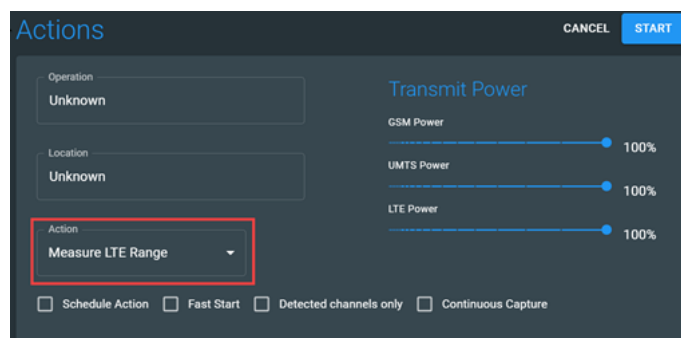 Actions
CANCEL
START
Operation
Unknown
Transmit Power
GSM Power
100%
Location
Unknown
UMTS Power
100%
LTE Power
100%
Action
Measure LTE Range
Schedule Action Fast Start Detected channels only Continuous Capture